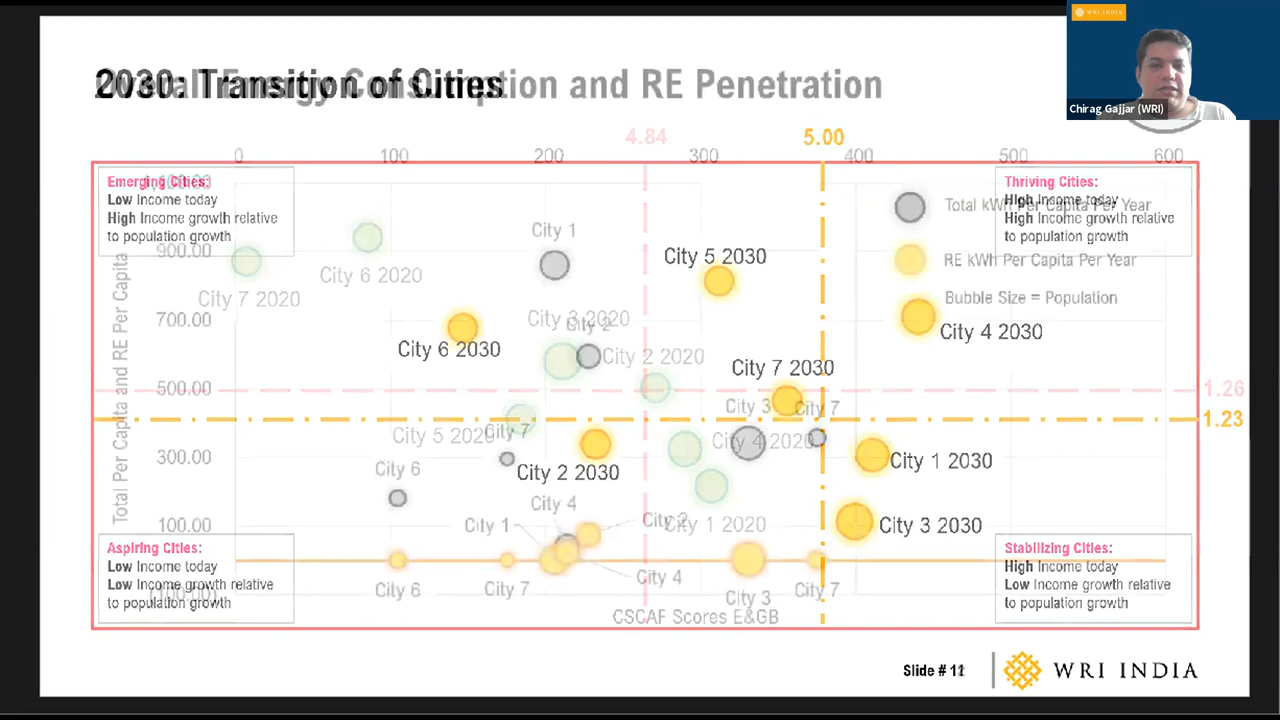 WRI INDIA
Chirag Gajjar (WRI)
2030: Transition of Cities
Overall Energy Consumption and RE Penetration
4.84
5.00
0
100
200
300
400
500
600
Emerging Cities:
Low Income today
High Income growth relative
to population growth
Thriving Cities:
High Income today
High Income growth relative
to population growth
Total kWh Per Capita Per Year
RE kWh Per Capita Per Year
Bubble Size = Population
900.00
700.00
500.00
300.00
100.00
Total Per Capita and RE Per Capita
City 1
City 5 2030
City 6 2020
City 7 2020
City 3 2020
City 2
City 4 2030
City 6 2030
City 2 2020
City 7 2030
1.26
City 3
City 7
1.23
City 5 2020
City 7
City 4 2020
City 6
City 2 2030
City 1 2030
City 4
City 1
City 2
City 1 2020
City 3 2030
Aspiring Cities:
Low Income today
Low Income growth relative
to population growth
Stabilizing Cities:
High Income today
Low Income growth relative
to population growth
City 6
City 7
City 4
City 3
City 7
CSCAF Scores E&GB
Slide #
WRI INDIA